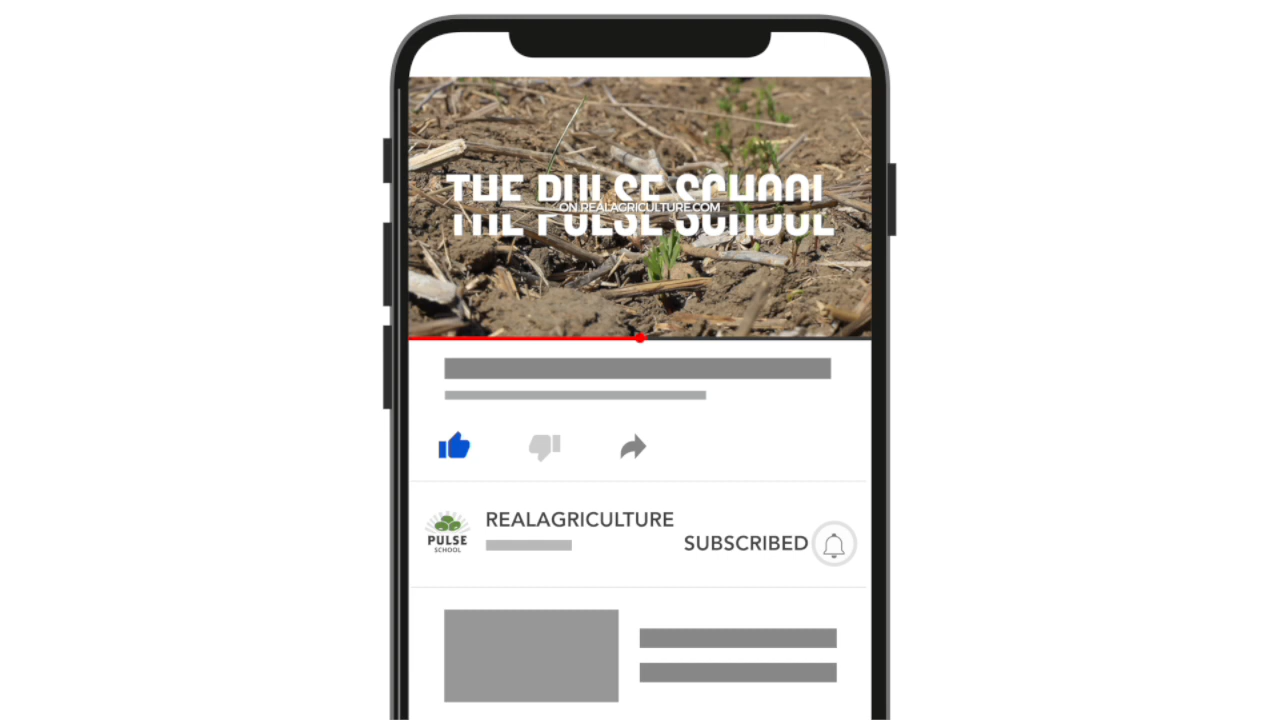 THE PULSE SCHOOL
ON REALAGRICULTURE.COM
REALAGRICULTURE
PULSE
SCHOOL
SUBSCRIBED